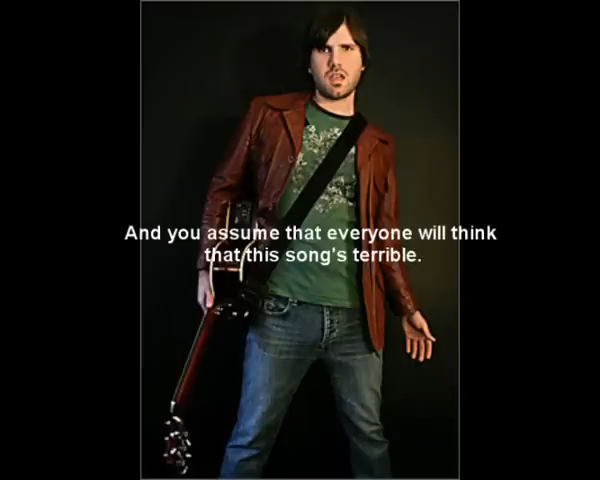 And you assume that everyone will think
that this song's terrible.